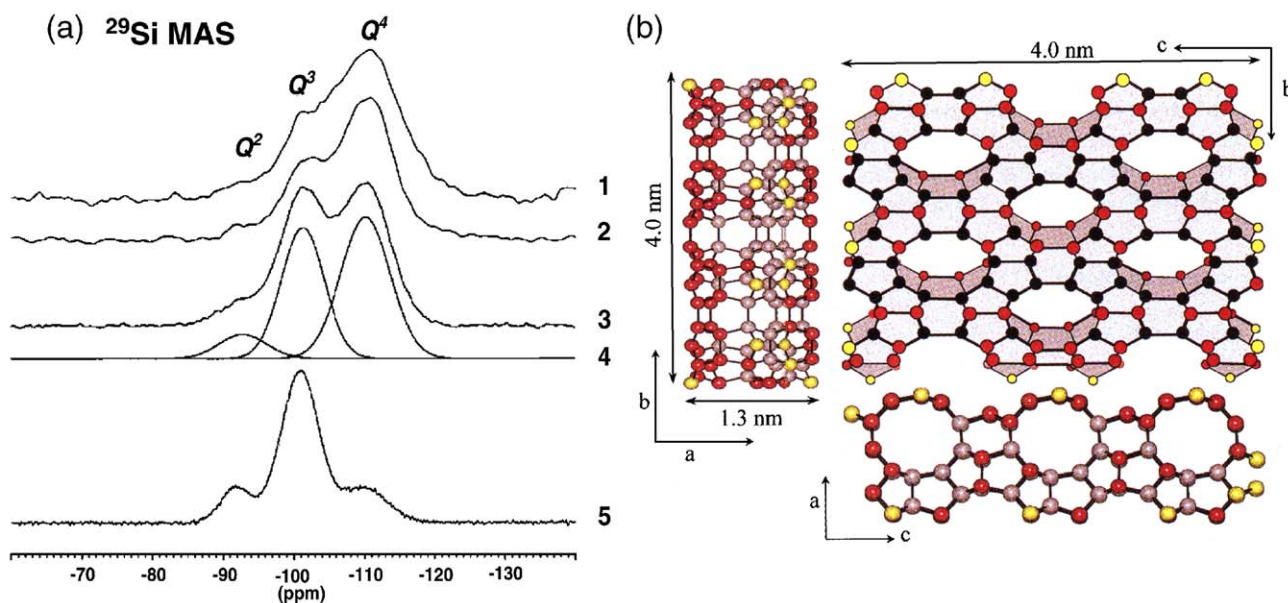 (a) ²⁹Si MAS
Q²
Q³
Q⁴
1
2
3
4
5
-70 -80 -90 -100 -110 -120 -130
(ppm)
(b)
4.0 nm
1.3 nm
b
a
4.0 nm
c
b
a
c